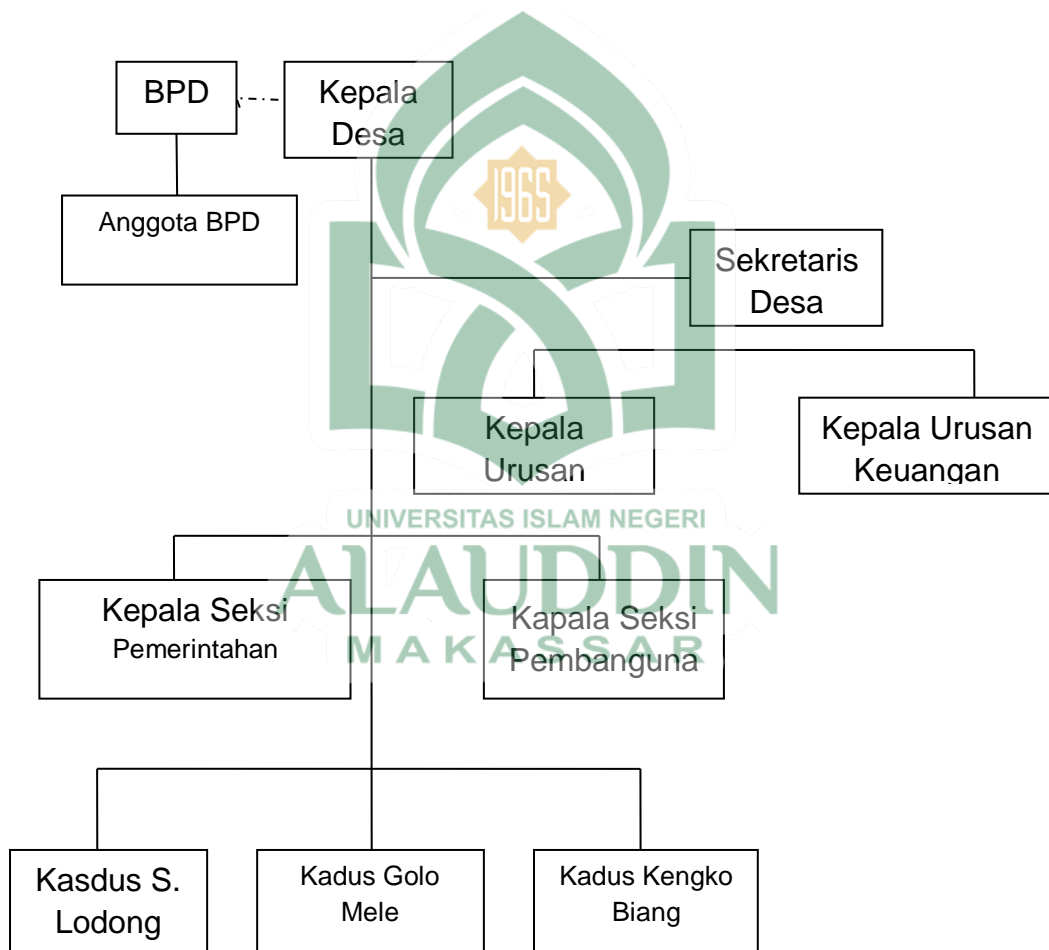 BPD
Kepala
Desa
Anggota BPD
1965
Sekretaris
Desa
Kepala
Urusan
Kepala Urusan
Keuangan
UNIVERSITAS ISLAM NEGERI
ALAUDDIN
MAKASSAR
Kepala Seksi
Pemerintahan
Kapala Seksi
Pembanguna
Kasdus S.
Lodong
Kadus Golo
Mele
Kadus Kengko
Biang